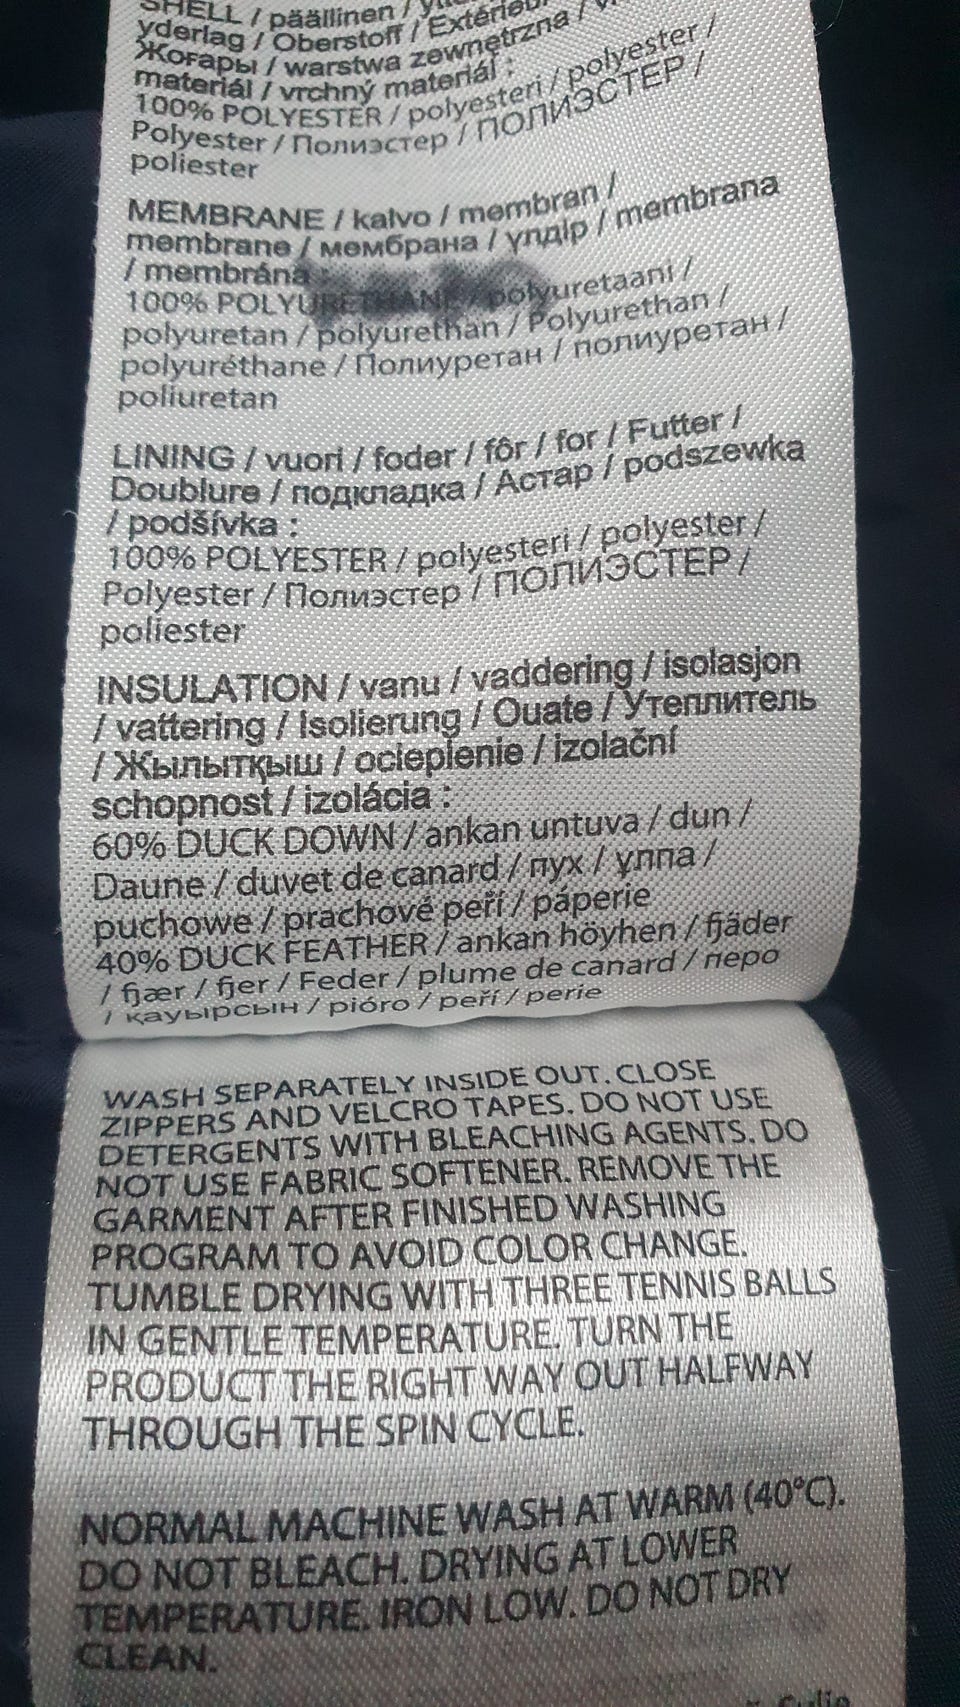 SHELL / päällinen /
yderlag / Oberstoff / Extérieur
Жоғары / warstwa zewnętrzna /
materiál / vrchný materiál :
100% POLYESTER / polyesteri / polyester /
Polyester / Полиэстер / ПОЛИЭСТЕР /
poliester
MEMBRANE / kalvo / membran /
membrane / мембрана / үлдір / membrana
/ membrána :
100% POLYURETHANE / polyuretaani /
polyuretan / polyurethan / Polyurethan /
polyuréthane / Полиуретан / полиуретан /
poliuretan
LINING / vuori / foder / fôr / for / Futter /
Doublure / подкладка / Астар / podszewka
/ podšívka :
100% POLYESTER / polyesteri / polyester /
Polyester / Полиэстер / ПОЛИЭСТЕР /
poliester
INSULATION / vanu / vaddering / isolasjon
/ vattering / Isolierung / Ouate / Утеплитель
/ Жылытқыш / ocieplenie / izolační
schopnost / izolácia :
60% DUCK DOWN / ankan untuva / dun /
Daune / duvet de canard / пух / ұлпа /
puchowe / prachové peří / páperie
40% DUCK FEATHER / ankan höyhen / fjäder
/ fjær / fjer / Feder / plume de canard / перо
/ қауырсын / pióro / peří / perie
WASH SEPARATELY INSIDE OUT. CLOSE
ZIPPERS AND VELCRO TAPES. DO NOT USE
DETERGENTS WITH BLEACHING AGENTS. DO
NOT USE FABRIC SOFTENER. REMOVE THE
GARMENT AFTER FINISHED WASHING
PROGRAM TO AVOID COLOR CHANGE.
TUMBLE DRYING WITH THREE TENNIS BALLS
IN GENTLE TEMPERATURE. TURN THE
PRODUCT THE RIGHT WAY OUT HALFWAY
THROUGH THE SPIN CYCLE.
NORMAL MACHINE WASH AT WARM (40°C).
DO NOT BLEACH. DRYING AT LOWER
TEMPERATURE. IRON LOW. DO NOT DRY
CLEAN.